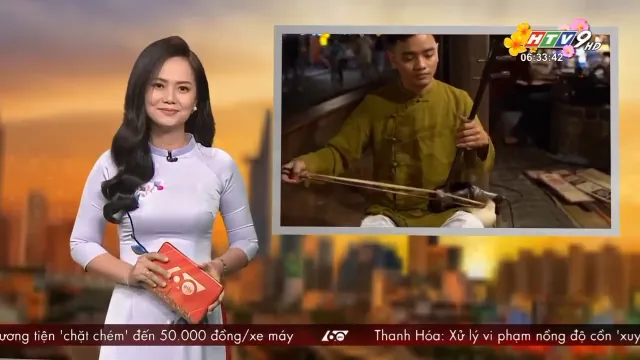 HTV9 HD
06:33:42
ương tiện 'chặt chém' đến 50.000 đồng/xe máy 60 Thanh Hóa: Xử lý vi phạm nồng độ cồn 'xuy